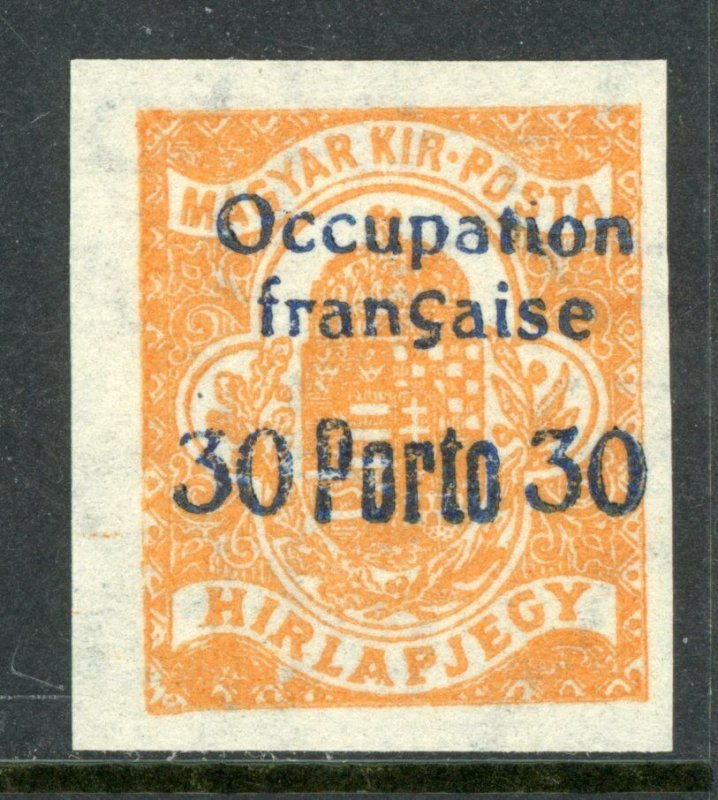 MAGYAR KIR·POSTA
Occupation
française
30 Porto 30
HIRLAPJEGY